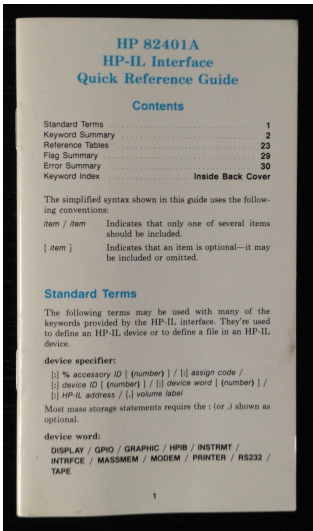 HP 82401A
HP-IL Interface
Quick Reference Guide
Contents
Standard Terms . . . . . . . . . . . . . . . . . . . . . . . . . 1
Keyword Summary . . . . . . . . . . . . . . . . . . . . . . . . . 2
Reference Tables . . . . . . . . . . . . . . . . . . . . . . . . . 23
Flag Summary . . . . . . . . . . . . . . . . . . . . . . . . . 29
Error Summary . . . . . . . . . . . . . . . . . . . . . . . . . 30
Keyword Index . . . . . . . . . . . . . . . Inside Back Cover
The simplified syntax shown in this guide uses the follow-
ing conventions:
item / item Indicates that only one of several items
should be included.
[ item ] Indicates that an item is optional—it may
be included or omitted.
Standard Terms
The following terms may be used with many of the
keywords provided by the HP-IL interface. They're used
to define an HP-IL device or to define a file in an HP-IL
device.
device specifier:
[:] % accessory ID [ (number) ] / [:] assign code /
[:] device ID [ (number) ] / [:] device word [ (number) ] /
[:] HP-IL address / [.] volume label
Most mass storage statements require the : (or .) shown as
optional.
device word:
DISPLAY / GPIO / GRAPHIC / HPIB / INSTRMT /
INTRFCE / MASSMEM / MODEM / PRINTER / RS232 /
TAPE
1